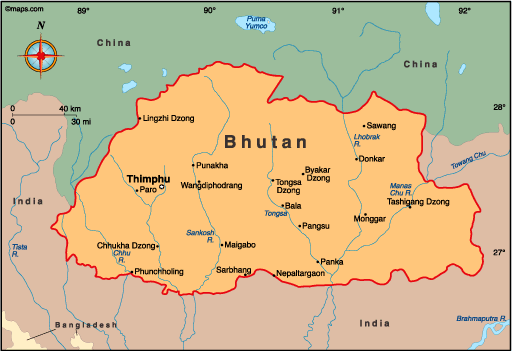 ©maps.com
89°
90°
91°
92°
Puma
Yumco
N
China
China
0
40 km
0
30 mi
28°
Lingzhi Dzong
Sawang
Bhutan
Lhobrak
R.
Donkar
Towang Chu
Punakha
Thimphu
Paro
Wangdiphodrang
Byakar
Dzong
Tongsa
Dzong
Manas
Chu R.
Tashigang Dzong
India
Bala
Tongsa
Monggar
Pangsu
Sankosh
R.
Tista
R.
Chhukha Dzong
Chhu
R.
Maigabo
27°
Panka
Phunchholing
Sarbhang
Nepaltargaon
Bangladesh
India
Brahmaputra R.